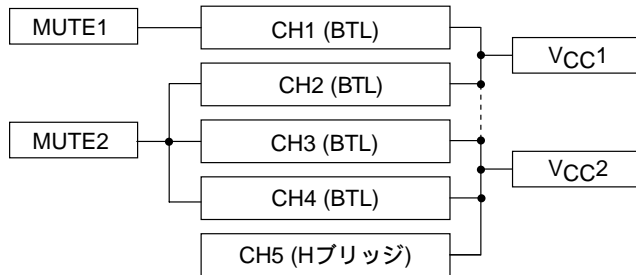 MUTE1
CH1 (BTL)
VCC1
CH2 (BTL)
MUTE2
CH3 (BTL)
VCC2
CH4 (BTL)
CH5 (Hブリッジ)